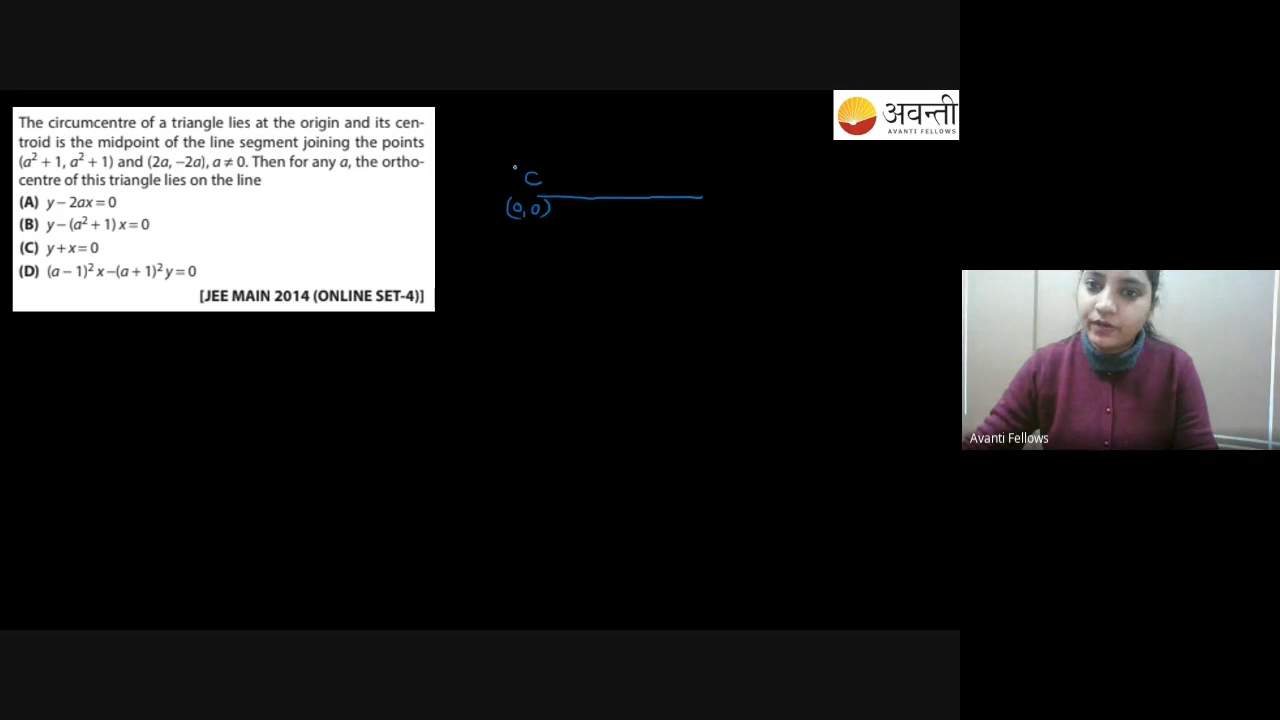 The circumcentre of a triangle lies at the origin and its cen-
troid is the midpoint of the line segment joining the points
(a² + 1, a² + 1) and (2a, −2a), a ≠ 0. Then for any a, the ortho-
centre of this triangle lies on the line
(A) y − 2ax = 0
(B) y − (a² + 1) x = 0
(C) y + x = 0
(D) (a − 1)² x − (a + 1)² y = 0
[JEE MAIN 2014 (ONLINE SET-4)]
C
(0, 0)
अवन्ती
AVANTI FELLOWS
Avanti Fellows